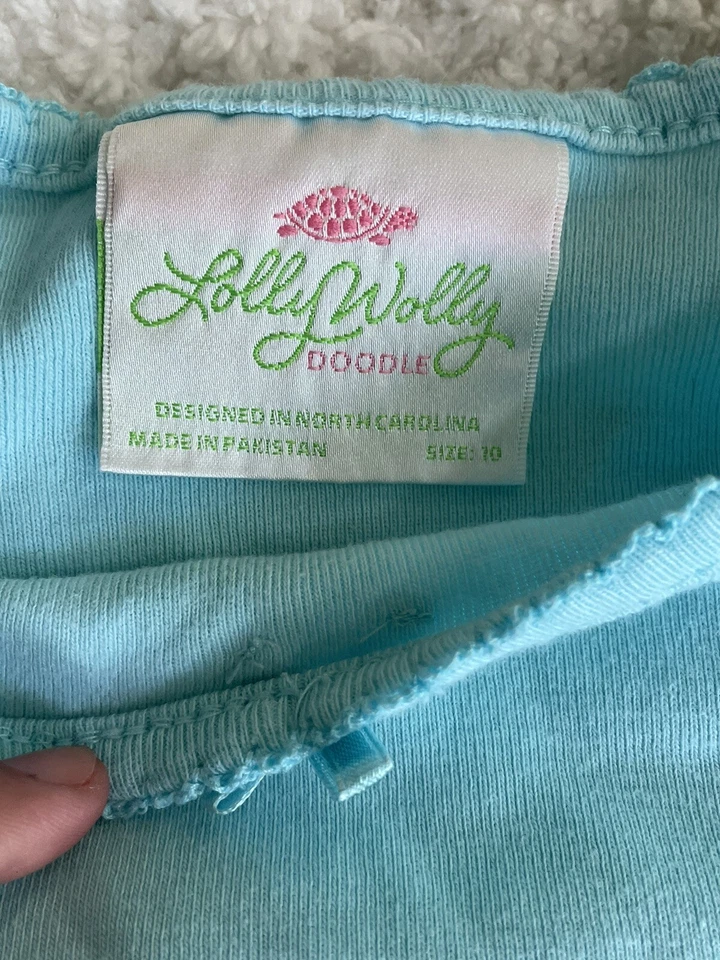 Lolly Wolly
DOODLE
DESIGNED IN NORTH CAROLINA
MADE IN PAKISTAN SIZE: 10